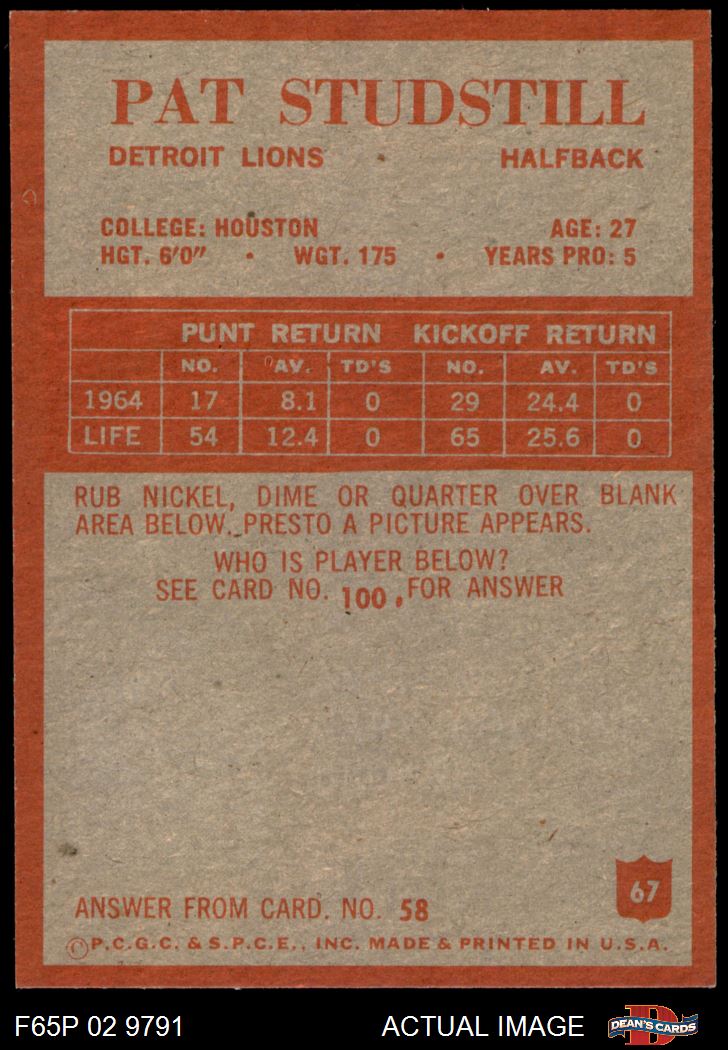 PAT STUDSTILL
DETROIT LIONS · HALFBACK
COLLEGE: HOUSTON AGE: 27
HGT. 6'0" · WGT. 175 · YEARS PRO: 5
PUNT RETURN KICKOFF RETURN
NO. AV. TD'S NO. AV. TD'S
1964 17 8.1 0 29 24.4 0
LIFE 54 12.4 0 65 25.6 0
RUB NICKEL, DIME OR QUARTER OVER BLANK
AREA BELOW. PRESTO A PICTURE APPEARS.
WHO IS PLAYER BELOW?
SEE CARD NO. 100, FOR ANSWER
67
ANSWER FROM CARD. NO. 58
©P.C.G.C. & S.P.C.E., INC. MADE & PRINTED IN U.S.A.
F65P 02 9791 ACTUAL IMAGE D DEAN'S CARDS